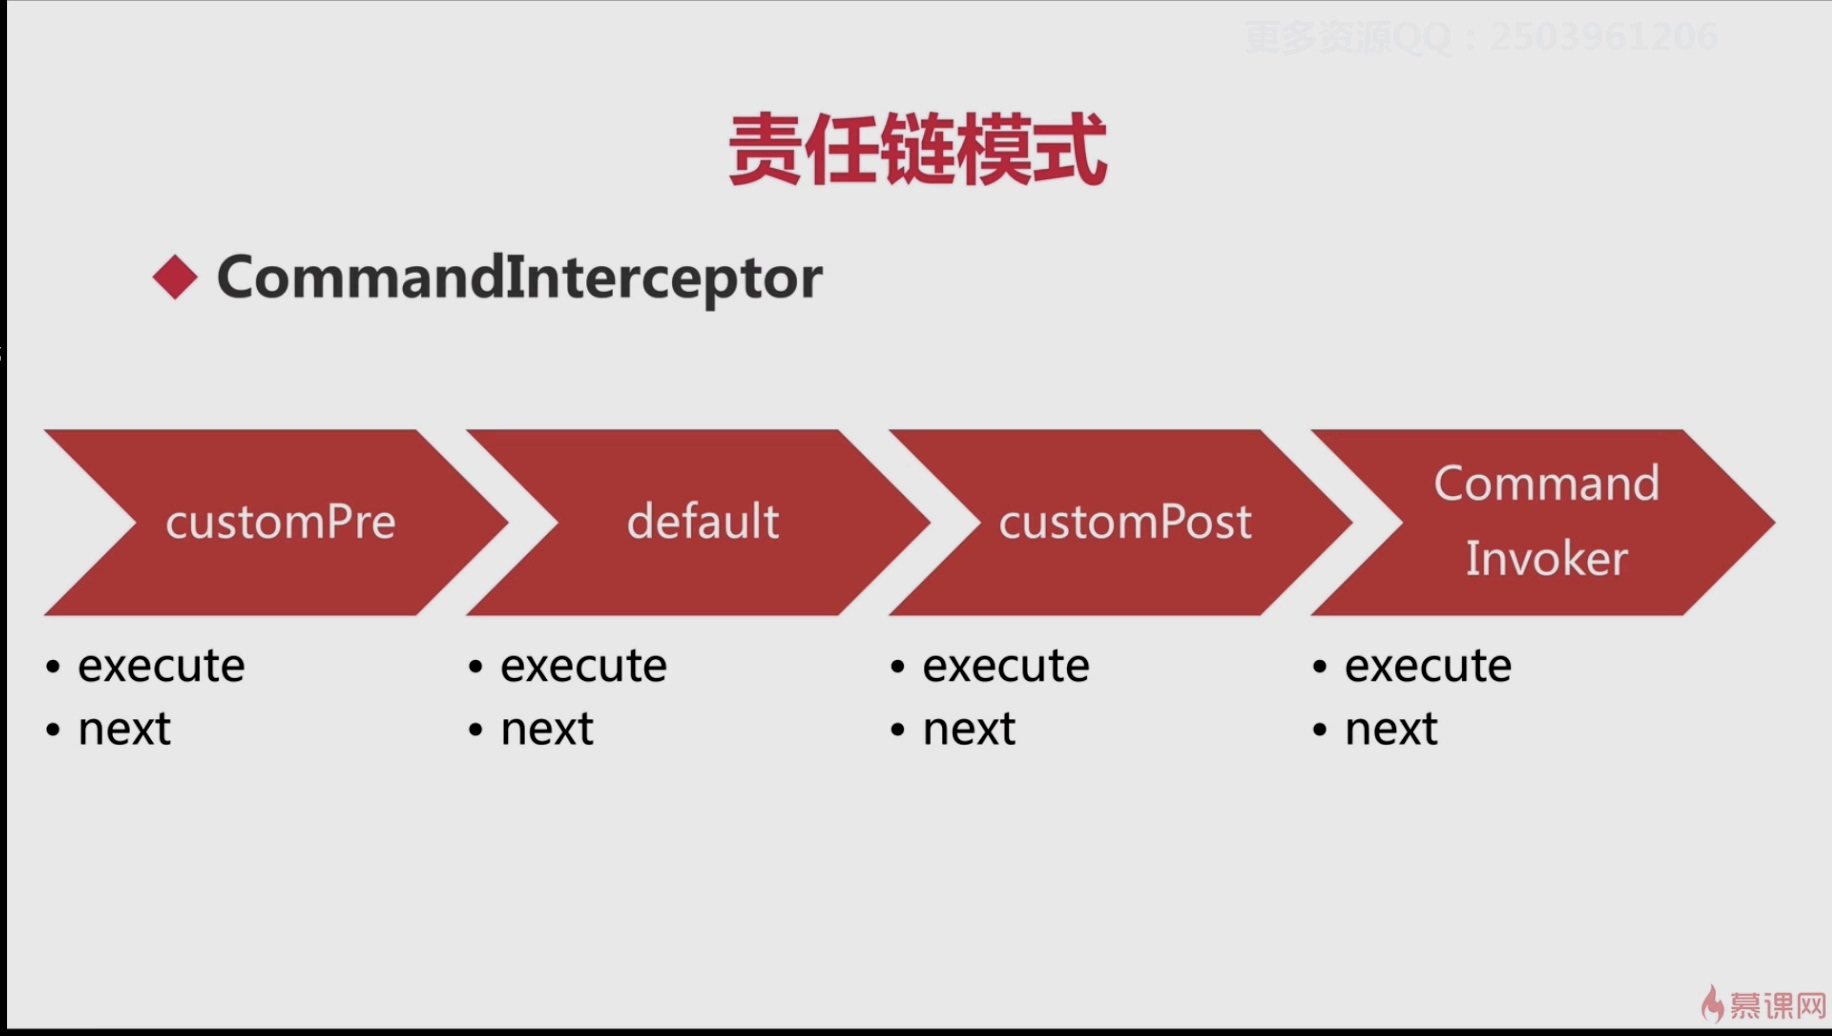 更多资源QQ：2503961206
责任链模式
CommandInterceptor
customPre
default
customPost
Command
Invoker
• execute
• next
• execute
• next
• execute
• next
• execute
• next
慕课网